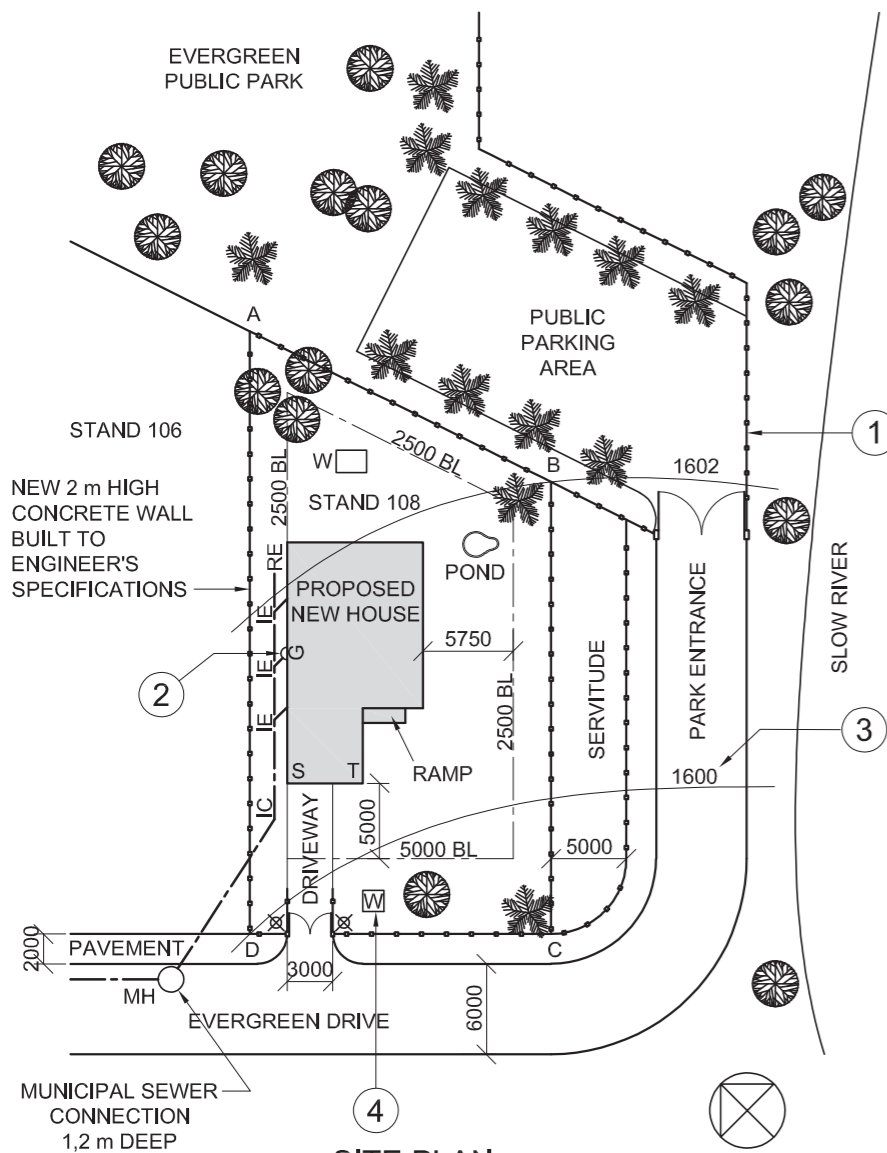 EVERGREEN
PUBLIC PARK
A
PUBLIC
PARKING
AREA
STAND 106
1
2500 BL
B
1602
W
2500 BL
STAND 108
NEW 2 m HIGH
CONCRETE WALL
BUILT TO
ENGINEER'S
SPECIFICATIONS
RE
POND
PROPOSED
NEW HOUSE
IE
PARK ENTRANCE
SLOW RIVER
5750
2
G
IE
SERVITUDE
2500 BL
3
IE
S
T
RAMP
1600
IC
DRIVEWAY
5000
5000 BL
5000
W
2000
PAVEMENT
D
C
3000
MH
EVERGREEN DRIVE
6000
MUNICIPAL SEWER
CONNECTION
1,2 m DEEP
4
SITE PLAN